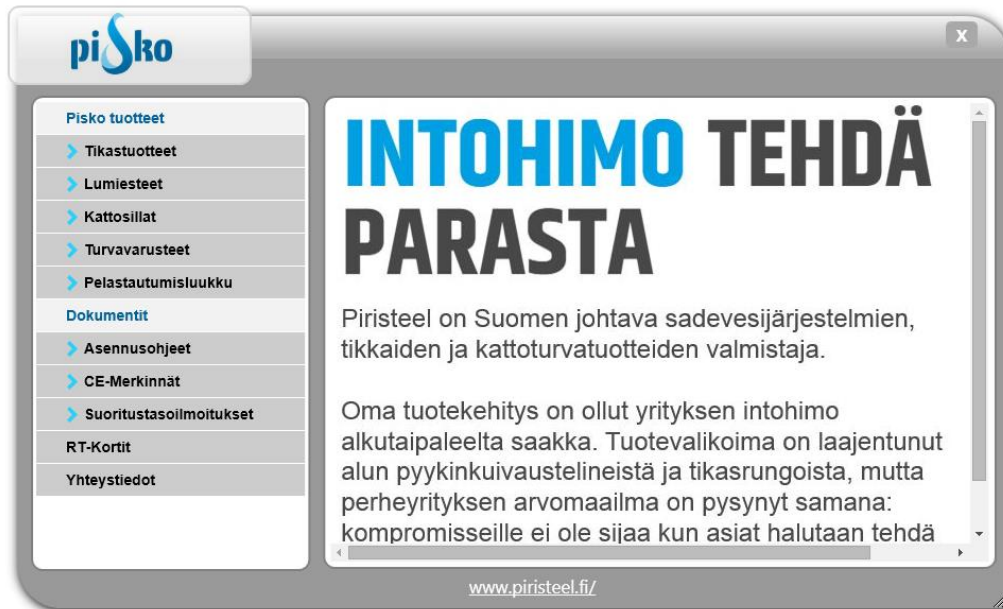 pisko
X
Pisko tuotteet
Tikastuotteet
Lumiesteet
Kattosillat
Turvavarusteet
Pelastautumisluukku
Dokumentit
Asennusohjeet
CE-Merkinnät
Suoritustasoilmoitukset
RT-Kortit
Yhteystiedot
INTOHIMO TEHDÄ
PARASTA
Piristeel on Suomen johtava sadevesijärjestelmien,
tikkaiden ja kattoturvatuotteiden valmistaja.
Oma tuotekehitys on ollut yrityksen intohimo
alkutaipaleelta saakka. Tuotevalikoima on laajentunut
alun pyykinkuivaustelineistä ja tikasrungoista, mutta
perheyrityksen arvomaailma on pysynyt samana:
kompromisseille ei ole sijaa kun asiat halutaan tehdä
www.piristeel.fi/